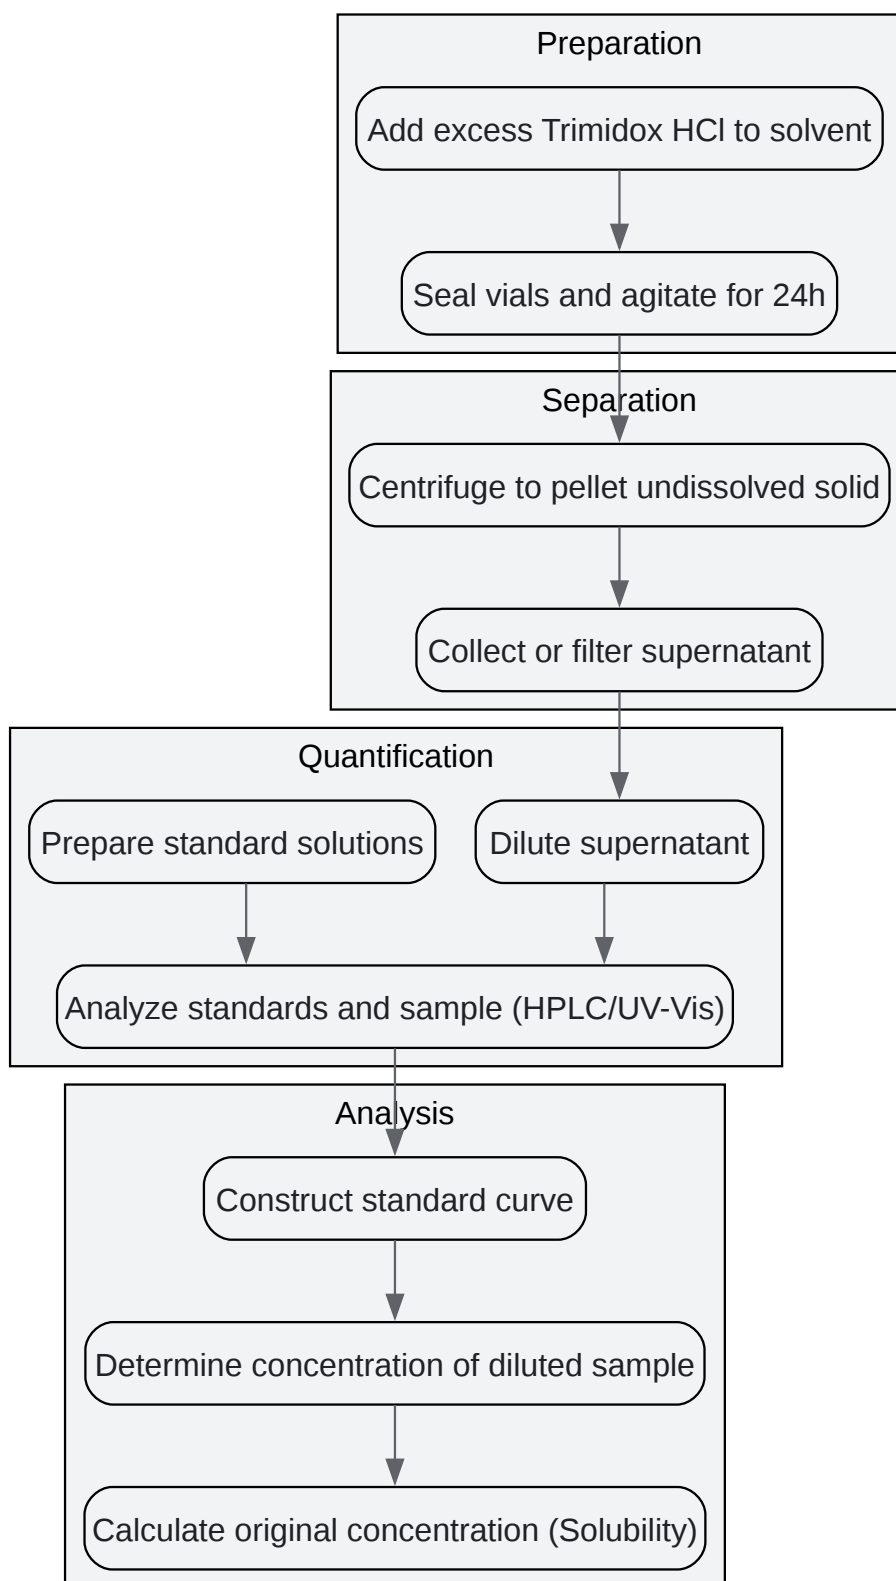 Preparation
Add excess Trimidox HCl to solvent
Seal vials and agitate for 24h
Separation
Centrifuge to pellet undissolved solid
Collect or filter supernatant
Quantification
Prepare standard solutions
Dilute supernatant
Analyze standards and sample (HPLC/UV-Vis)
Analysis
Construct standard curve
Determine concentration of diluted sample
Calculate original concentration (Solubility)